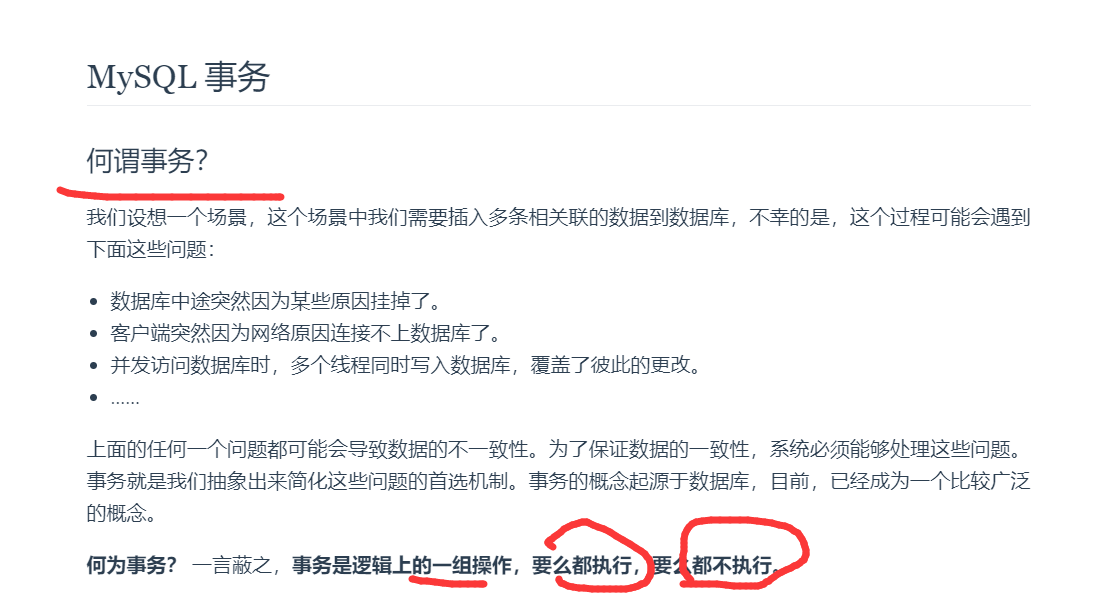 MySQL 事务
何谓事务？
我们设想一个场景，这个场景中我们需要插入多条相关联的数据到数据库，不幸的是，这个过程可能会遇到
下面这些问题：
• 数据库中途突然因为某些原因挂掉了。
• 客户端突然因为网络原因连接不上数据库了。
• 并发访问数据库时，多个线程同时写入数据库，覆盖了彼此的更改。
• ……
上面的任何一个问题都可能会导致数据的不一致性。为了保证数据的一致性，系统必须能够处理这些问题。
事务就是我们抽象出来简化这些问题的首选机制。事务的概念起源于数据库，目前，已经成为一个比较广泛
的概念。
何为事务？ 一言蔽之，事务是逻辑上的一组操作，要么都执行，要么都不执行。